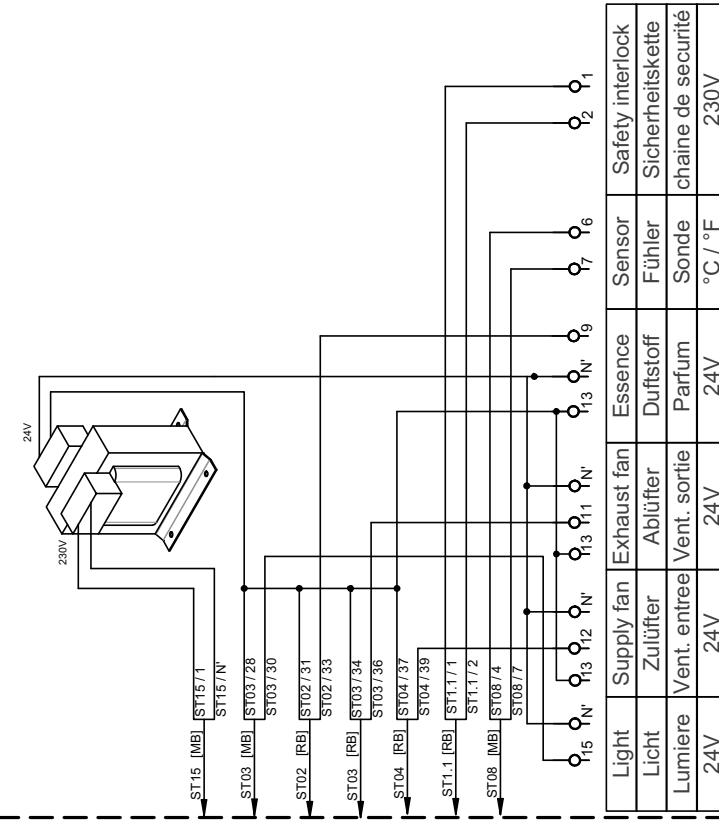 24V
230V
1
2
6
7
9
N'
13
N'
11
13
N'
12
13
N'
15
ST15 / 1
ST15 / N'
ST03 / 28
ST03 / 30
ST02 / 31
ST02 / 33
ST03 / 34
ST03 / 36
ST04 / 37
ST04 / 39
ST1.1 / 1
ST1.1 / 2
ST08 / 4
ST08 / 7
ST15 [MB]
ST03 [MB]
ST02 [RB]
ST03 [RB]
ST04 [RB]
ST1.1 [RB]
ST08 [MB]
Light
Supply fan
Exhaust fan
Essence
Sensor
Safety interlock
Licht
Zulüfter
Ablüfter
Duftstoff
Fühler
Sicherheitskette
Lumiere
Vent. entree
Vent. sortie
Parfum
Sonde
chaine de securité
24V
24V
24V
24V
°C / °F
230V